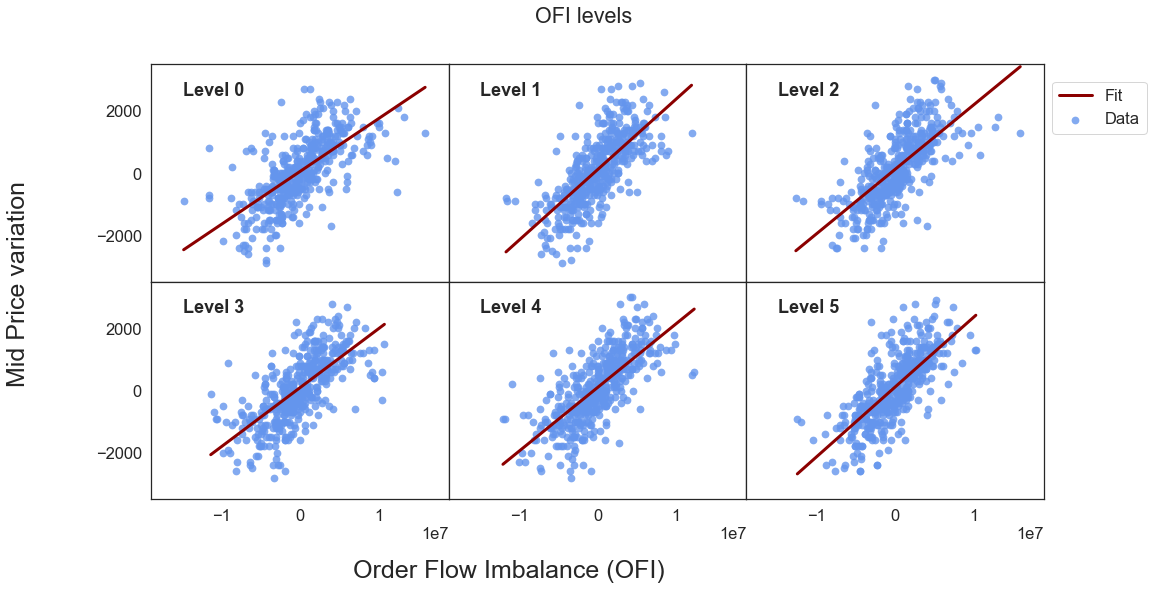 OFI levels
Level 0
Level 1
Level 2
Fit
Data
2000
0
−2000
Mid Price variation
Level 3
Level 4
Level 5
2000
0
−2000
−1 0 1
1e7
−1 0 1
1e7
−1 0 1
1e7
Order Flow Imbalance (OFI)